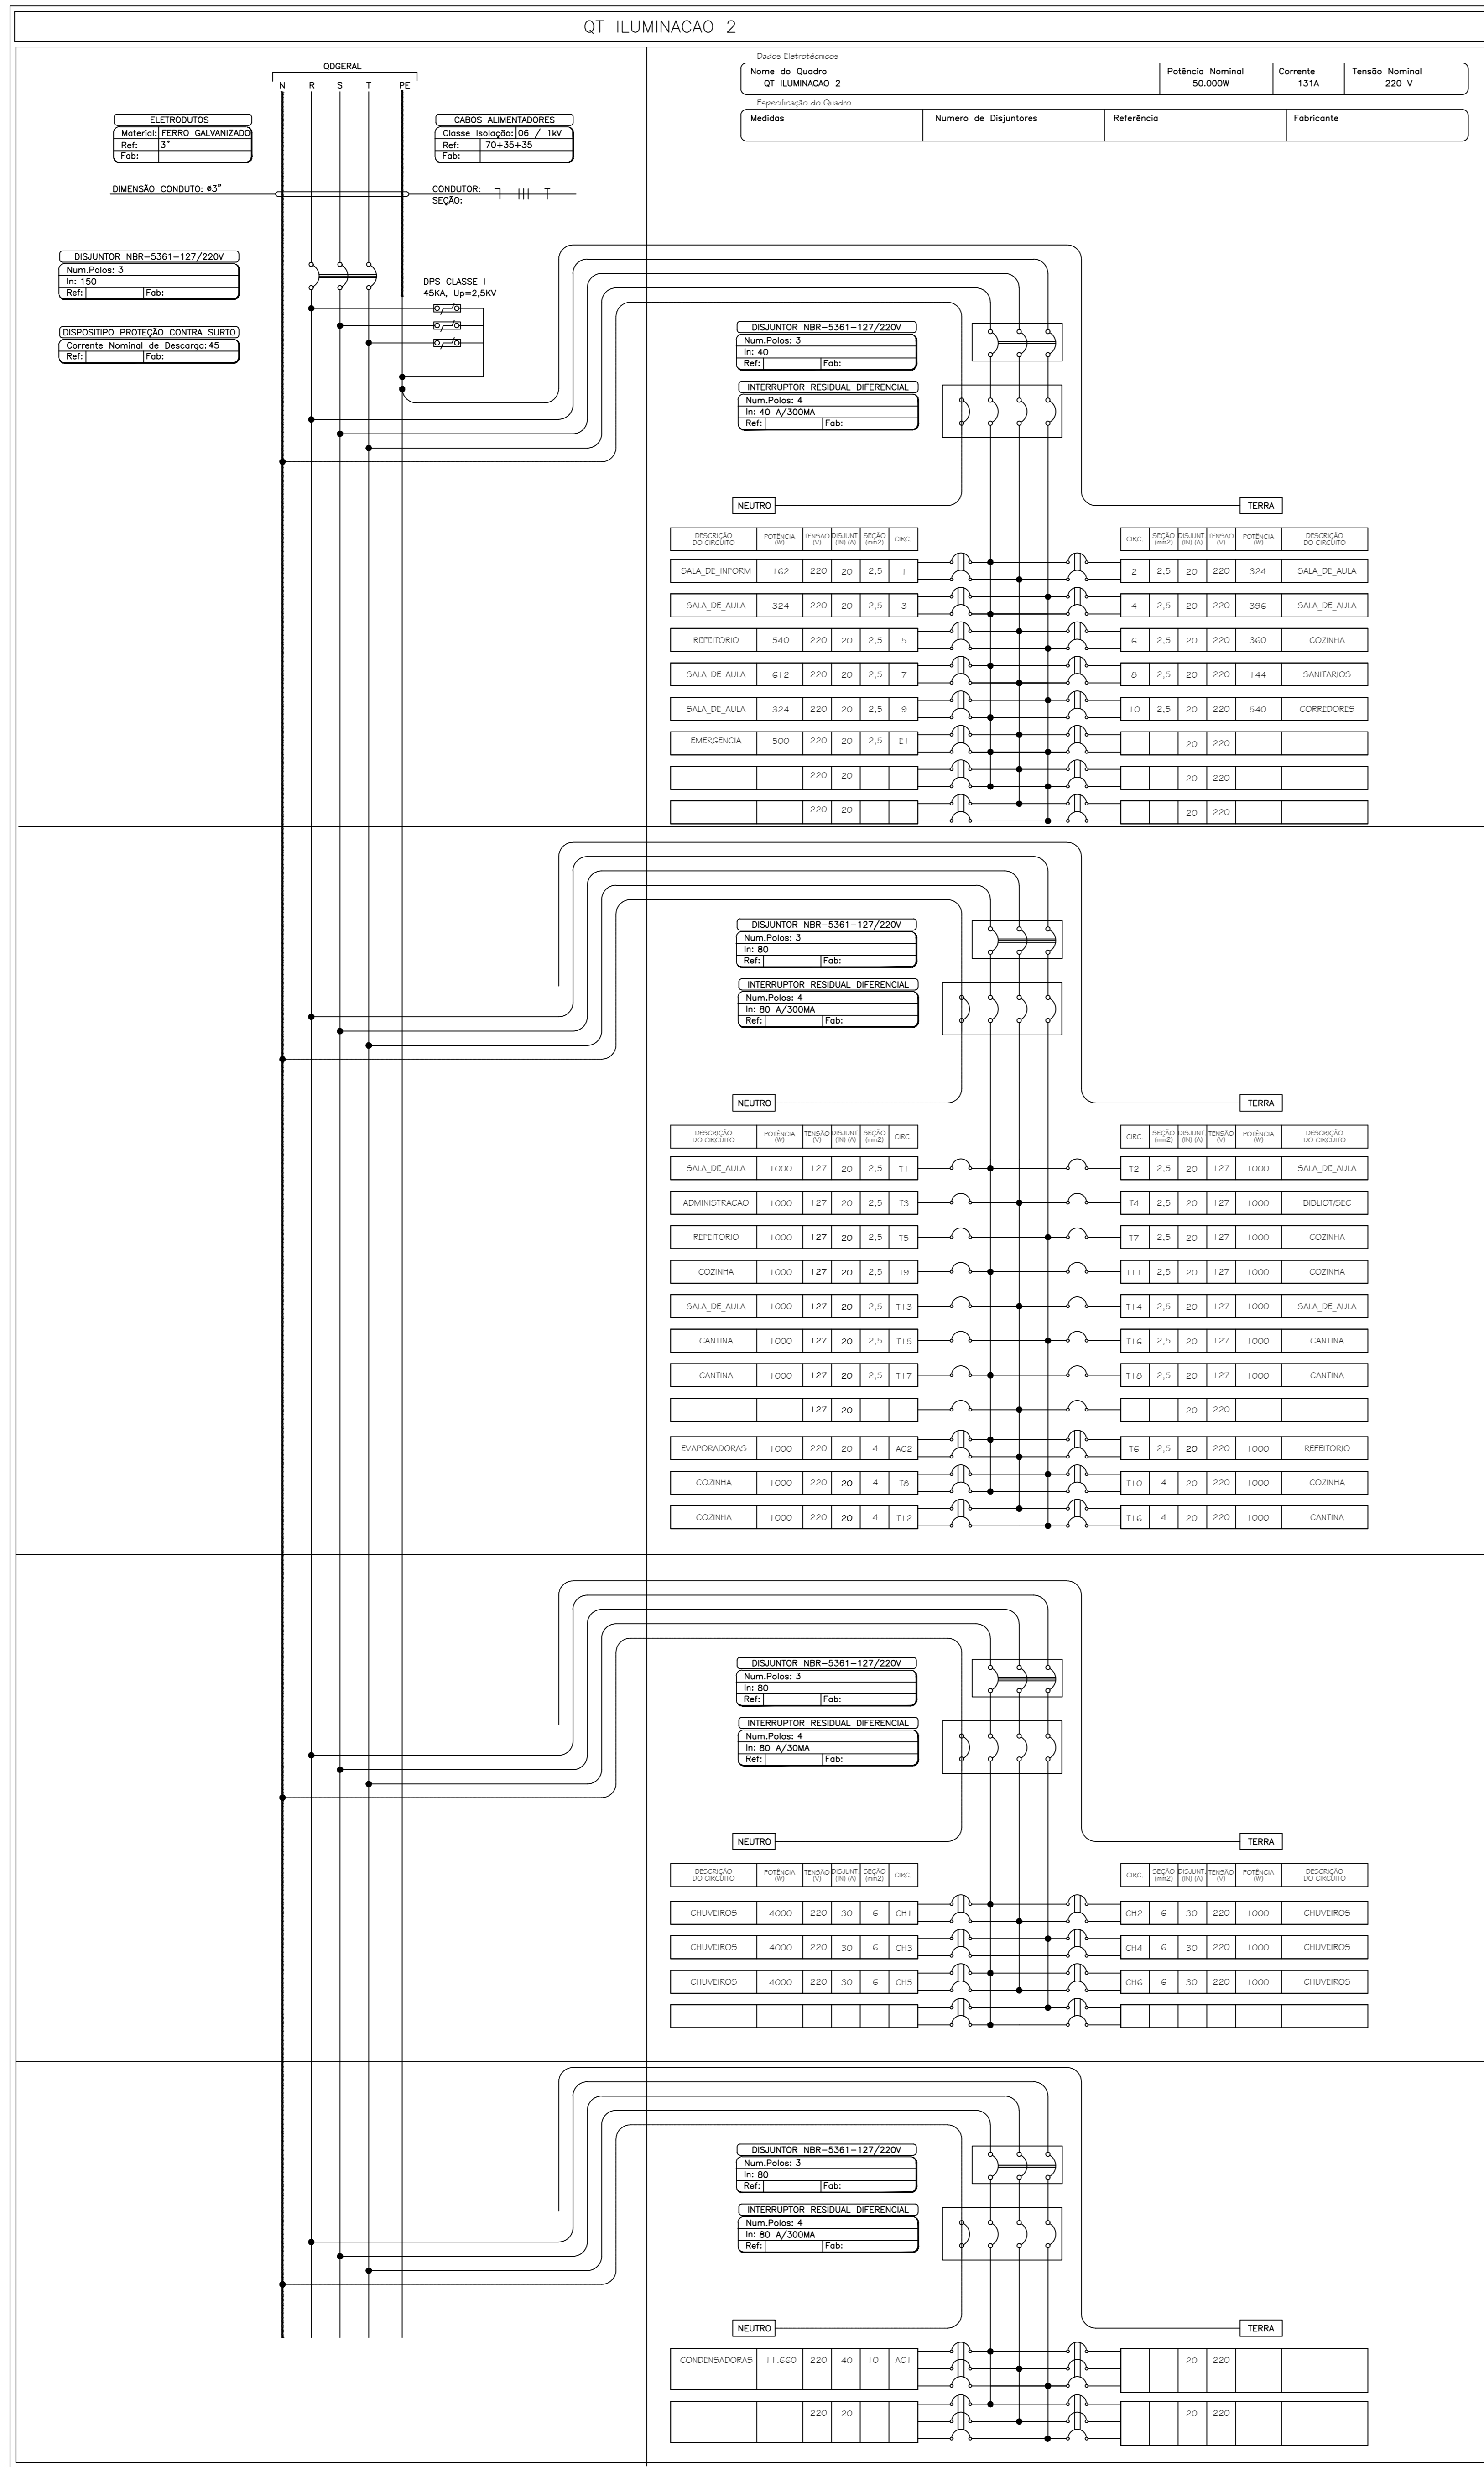 QT ILUMINACAO 2
QDGERAL
N R S T PE
ELETRODUTOS
Material: FERRO GALVANIZADO
Ref: 3"
Fab:
CABOS ALIMENTADORES
Classe Isolação: 06 / 1kV
Ref: 70+35+35
Fab:
DIMENSÃO CONDUTO: ø3"
CONDUTOR:
SEÇÃO:
DISJUNTOR NBR-5361-127/220V
Num.Polos: 3
In: 150
Ref: Fab:
DISPOSITIPO PROTEÇÃO CONTRA SURTO
Corrente Nominal de Descarga: 45
Ref: Fab:
DPS CLASSE I
45KA, Up=2,5KV
Dados Eletrotécnicos
Nome do Quadro Potência Nominal Corrente Tensão Nominal
QT ILUMINACAO 2 50.000W 131A 220 V
Especificação do Quadro
Medidas Numero de Disjuntores Referência Fabricante
DISJUNTOR NBR-5361-127/220V
Num.Polos: 3
In: 40
Ref: Fab:
INTERRUPTOR RESIDUAL DIFERENCIAL
Num.Polos: 4
In: 40 A/300MA
Ref: Fab:
NEUTRO TERRA
DESCRIÇÃO DO CIRCUITO POTÊNCIA (W) TENSÃO (V) DISJUNT. (IN) (A) SEÇÃO (mm2) CIRC. CIRC. SEÇÃO (mm2) DISJUNT. (IN) (A) TENSÃO (V) POTÊNCIA (W) DESCRIÇÃO DO CIRCUITO
SALA_DE_INFORM 162 220 20 2,5 1 2 2,5 20 220 324 SALA_DE_AULA
SALA_DE_AULA 324 220 20 2,5 3 4 2,5 20 220 396 SALA_DE_AULA
REFEITORIO 540 220 20 2,5 5 6 2,5 20 220 360 COZINHA
SALA_DE_AULA 612 220 20 2,5 7 8 2,5 20 220 144 SANITARIOS
SALA_DE_AULA 324 220 20 2,5 9 10 2,5 20 220 540 CORREDORES
EMERGENCIA 500 220 20 2,5 E1 20 220
220 20 20 220
220 20 20 220
DISJUNTOR NBR-5361-127/220V
Num.Polos: 3
In: 80
Ref: Fab:
INTERRUPTOR RESIDUAL DIFERENCIAL
Num.Polos: 4
In: 80 A/300MA
Ref: Fab:
NEUTRO TERRA
DESCRIÇÃO DO CIRCUITO POTÊNCIA (W) TENSÃO (V) DISJUNT. (IN) (A) SEÇÃO (mm2) CIRC. CIRC. SEÇÃO (mm2) DISJUNT. (IN) (A) TENSÃO (V) POTÊNCIA (W) DESCRIÇÃO DO CIRCUITO
SALA_DE_AULA 1000 127 20 2,5 T1 T2 2,5 20 127 1000 SALA_DE_AULA
ADMINISTRACAO 1000 127 20 2,5 T3 T4 2,5 20 127 1000 BIBLIOT/SEC
REFEITORIO 1000 127 20 2,5 T5 T7 2,5 20 127 1000 COZINHA
COZINHA 1000 127 20 2,5 T9 T11 2,5 20 127 1000 COZINHA
SALA_DE_AULA 1000 127 20 2,5 T13 T14 2,5 20 127 1000 SALA_DE_AULA
CANTINA 1000 127 20 2,5 T15 T16 2,5 20 127 1000 CANTINA
CANTINA 1000 127 20 2,5 T17 T18 2,5 20 127 1000 CANTINA
127 20 20 220
EVAPORADORAS 1000 220 20 4 AC2 T6 2,5 20 220 1000 REFEITORIO
COZINHA 1000 220 20 4 T8 T10 4 20 220 1000 COZINHA
COZINHA 1000 220 20 4 T12 T16 4 20 220 1000 CANTINA
DISJUNTOR NBR-5361-127/220V
Num.Polos: 3
In: 80
Ref: Fab:
INTERRUPTOR RESIDUAL DIFERENCIAL
Num.Polos: 4
In: 80 A/30MA
Ref: Fab:
NEUTRO TERRA
DESCRIÇÃO DO CIRCUITO POTÊNCIA (W) TENSÃO (V) DISJUNT. (IN) (A) SEÇÃO (mm2) CIRC. CIRC. SEÇÃO (mm2) DISJUNT. (IN) (A) TENSÃO (V) POTÊNCIA (W) DESCRIÇÃO DO CIRCUITO
CHUVEIROS 4000 220 30 6 CH1 CH2 6 30 220 1000 CHUVEIROS
CHUVEIROS 4000 220 30 6 CH3 CH4 6 30 220 1000 CHUVEIROS
CHUVEIROS 4000 220 30 6 CH5 CH6 6 30 220 1000 CHUVEIROS
DISJUNTOR NBR-5361-127/220V
Num.Polos: 3
In: 80
Ref: Fab:
INTERRUPTOR RESIDUAL DIFERENCIAL
Num.Polos: 4
In: 80 A/300MA
Ref: Fab:
NEUTRO TERRA
CONDENSADORAS 11.660 220 40 10 AC1 20 220
220 20 20 220